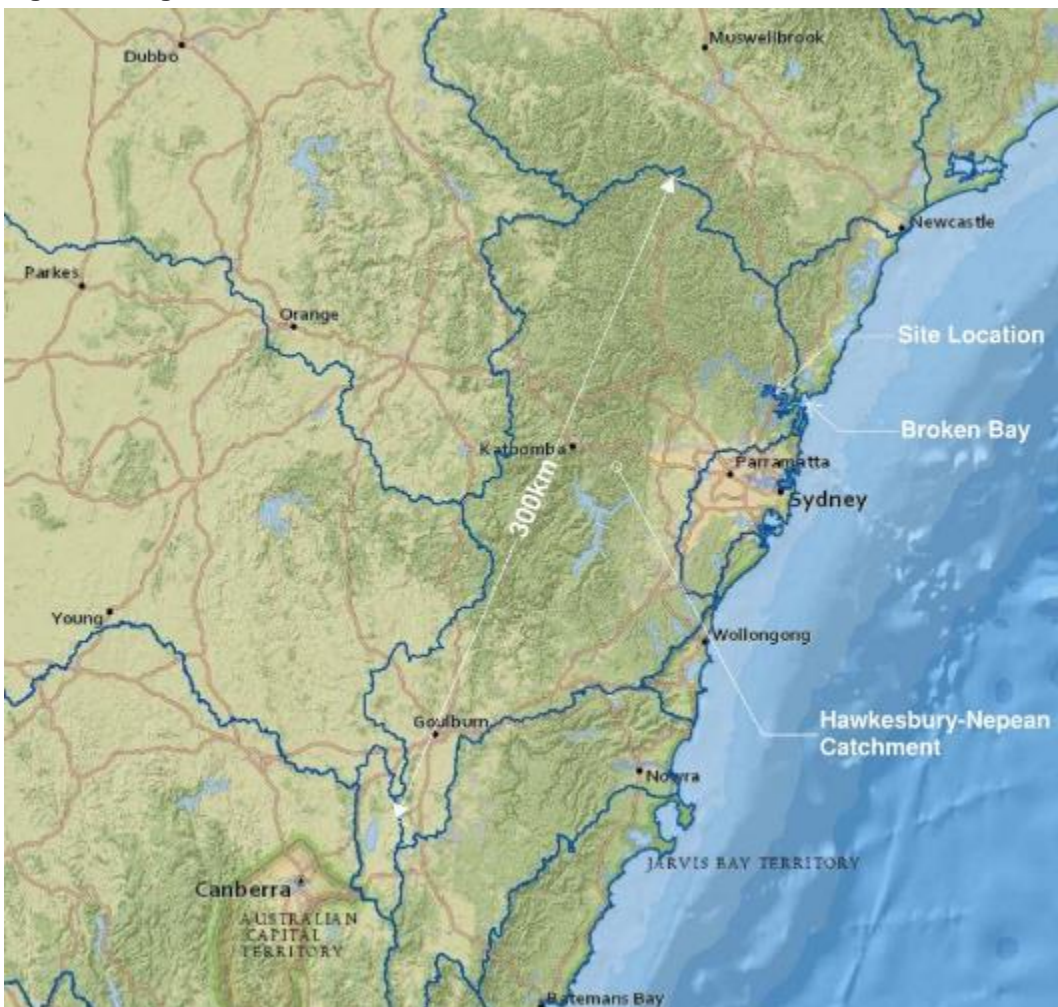 Muswellbrook
Dubbo
Newcastle
Parkes
Orange
Site Location
Broken Bay
Katoomba
Parramatta
Sydney
300km
Young
Wollongong
Goulburn
Hawkesbury-Nepean
Catchment
Nowra
JARVIS BAY TERRITORY
Canberra
AUSTRALIAN
CAPITAL
TERRITORY
Batemans Bay